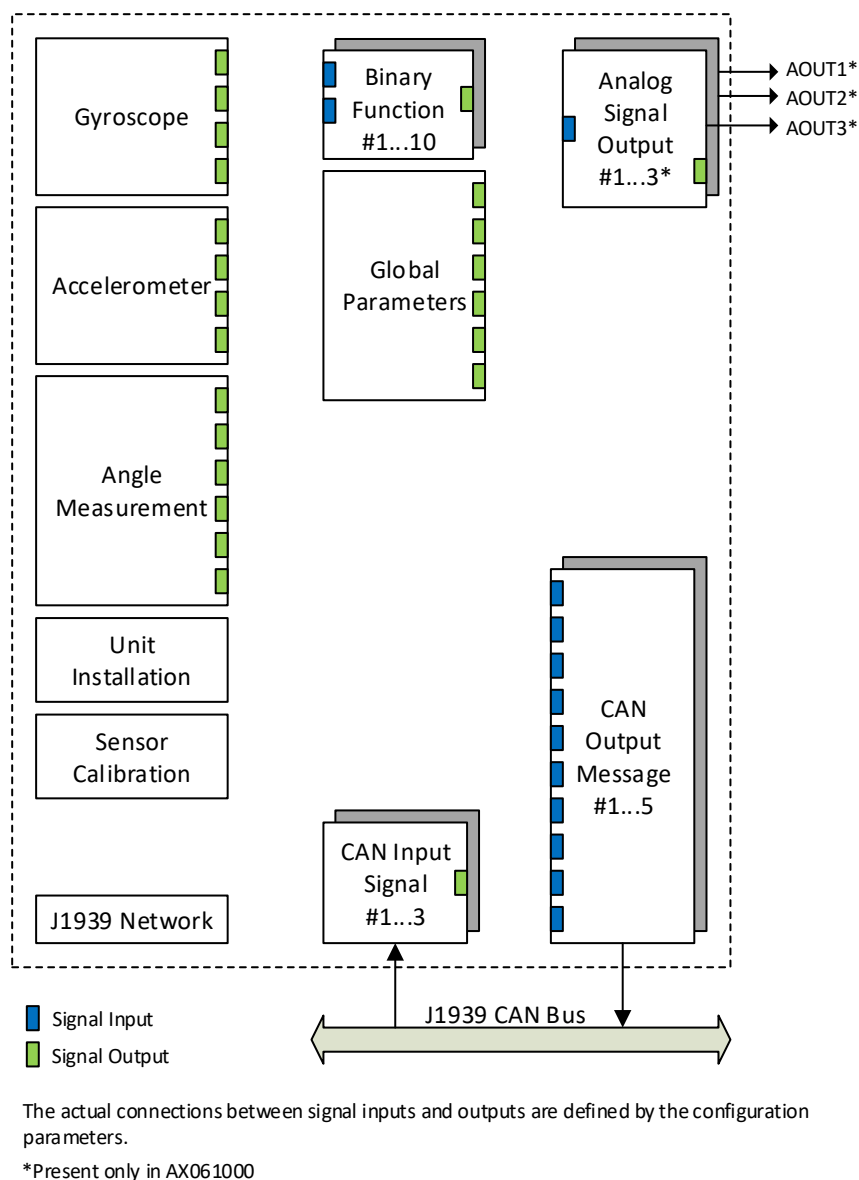 Gyroscope
Binary
Function
#1...10
Analog
Signal
Output
#1...3*
AOUT1*
AOUT2*
AOUT3*
Accelerometer
Global
Parameters
Angle
Measurement
Unit
Installation
Sensor
Calibration
CAN
Output
Message
#1...5
CAN Input
Signal
#1...3
J1939 Network
Signal Input
Signal Output
J1939 CAN Bus
The actual connections between signal inputs and outputs are defined by the configuration
parameters.
*Present only in AX061000